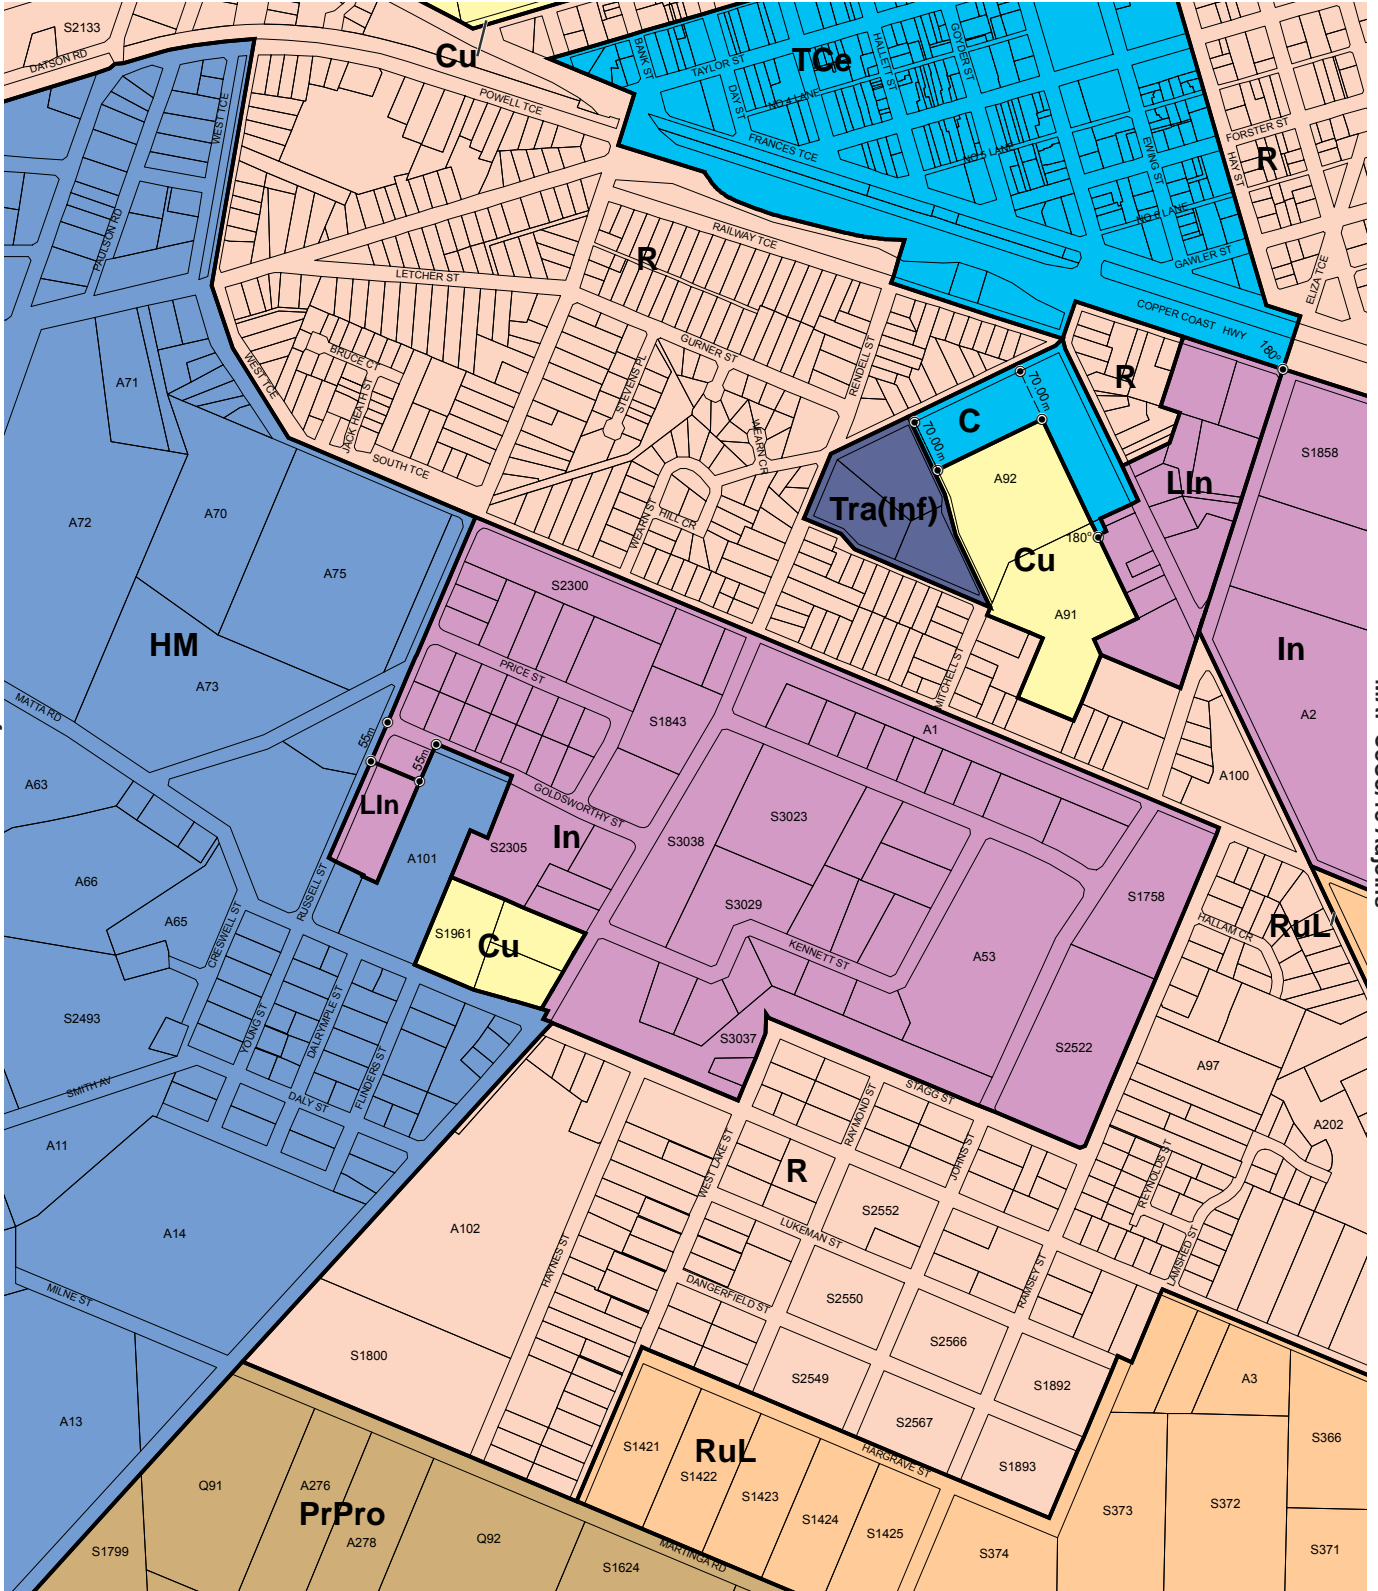 S2133
DATSON RD
Cu
POWELL TCE
WEST TCE
BANK ST
TAYLOR ST
TCe
HALLETT ST
GOYDER ST
DAY ST
NO 4 LANE
FRANCES TCE
NO 5 LANE
EWING ST
NO 6 LANE
GAWLER ST
FORSTER ST
HAY ST
R
ELIZA TCE
PAULSON RD
RAILWAY TCE
R
LETCHER ST
COPPER COAST HWY
180°
GURNER ST
RENDELL ST
BRUCE CT
WEST TCE
JACK HEATH ST
STEVENS PL
WEARN CR
SOUTH TCE
A71
R
70.00 m
C
70.00 m
S1858
A92
LIn
Tra(Inf)
WEARN ST
HILL CR
180°
Cu
A91
A72
A70
A75
S2300
HM
A73
PRICE ST
MITCHELL ST
In
A2
MATTA RD
S1843
A1
55m
55m
A63
A100
LIn
GOLDSWORTHY ST
In
S3023
S3038
S2305
A101
A66
A65
RUSSELL ST
S3029
S1758
CRESWELL ST
S1961
Cu
KENNETT ST
A53
HALLAM CR
RuL
S2493
YOUNG ST
DALRYMPLE ST
FLINDERS ST
S3037
S2522
A97
SMITH AV
DALY ST
STAGG ST
RAYMOND ST
A202
A11
WEST LAKE ST
R
JOHNS ST
REYNOLDS ST
A14
A102
LUKEMAN ST
S2552
HAYNES ST
RAMSEY ST
LAMSHED ST
MILNE ST
DANGERFIELD ST
S2550
S2566
S1800
S2549
S1892
A3
A13
S2567
S1421
RuL
S1422
HARGRAVE ST
S366
S1893
Q91
A276
S1423
PrPro
S1424
S373
S372
A278
Q92
S1425
S1799
S1624
MARTINGA RD
S374
S371